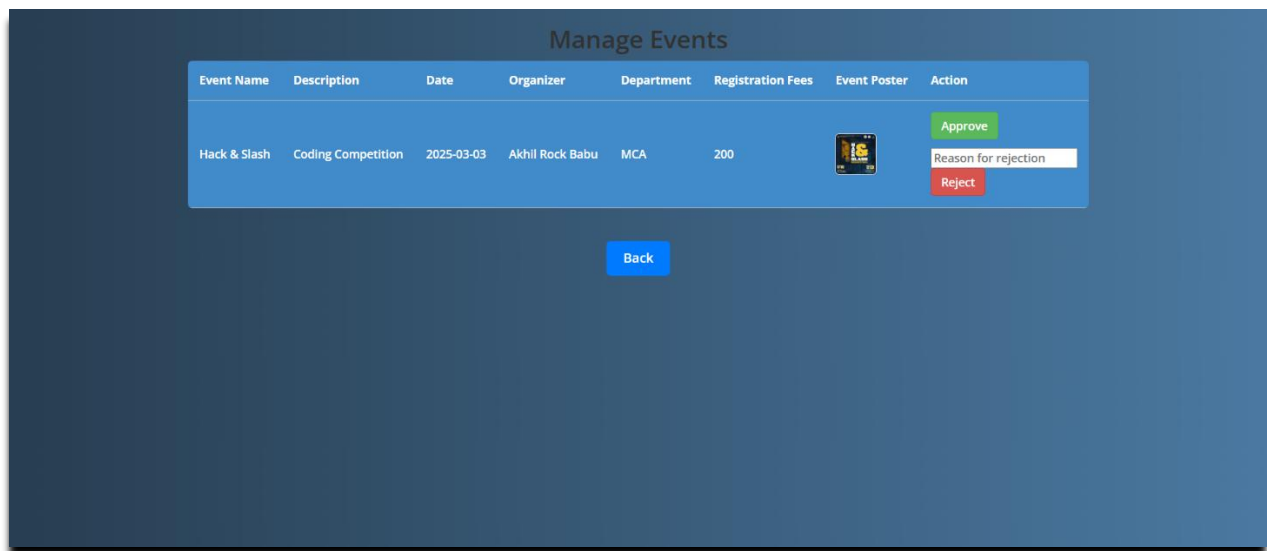 Manage Events
Event Name Description Date Organizer Department Registration Fees Event Poster Action
Approve
Hack & Slash Coding Competition 2025-03-03 Akhil Rock Babu MCA 200
Reason for rejection
Reject
Back